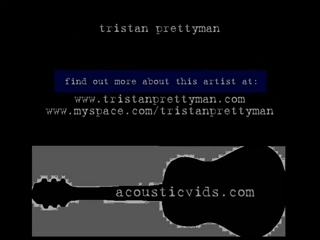 tristan prettyman
find out more about this artist at:
www.tristanprettyman.com
www.myspace.com/tristanprettyman
acousticvids.com